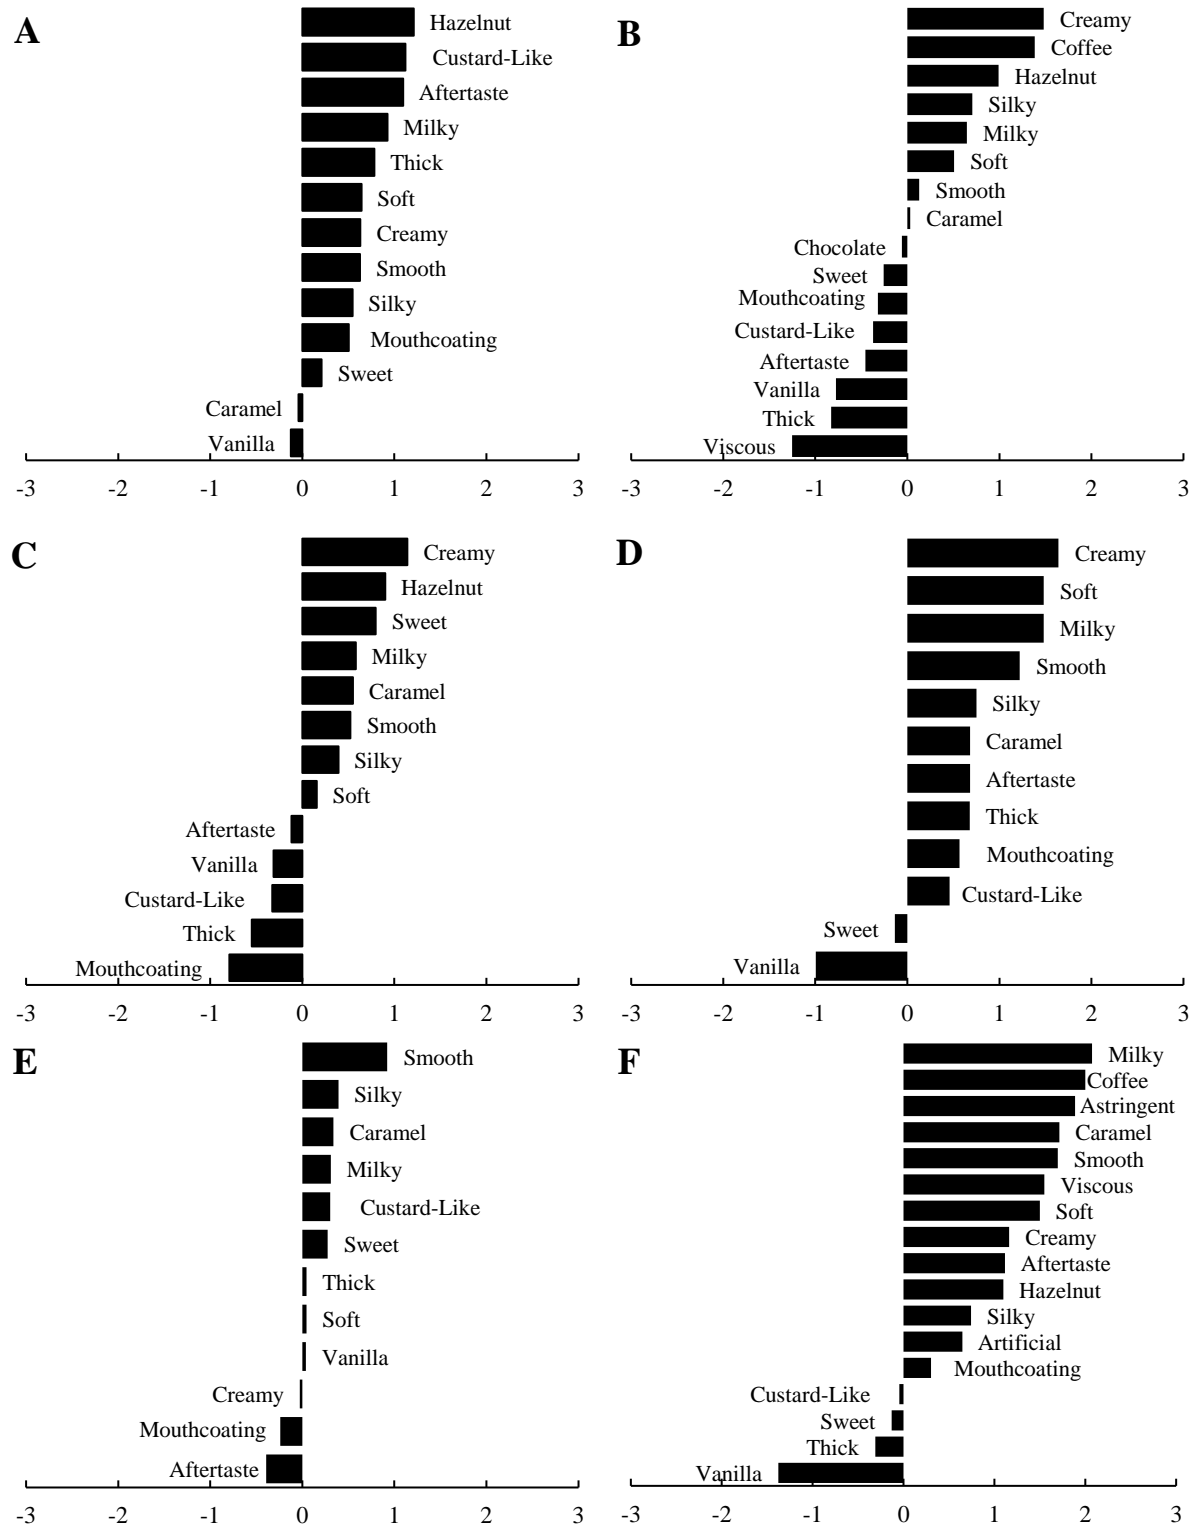 A
Hazelnut
Custard-Like
Aftertaste
Milky
Thick
Soft
Creamy
Smooth
Silky
Mouthcoating
Sweet
Caramel
Vanilla
-3 -2 -1 0 1 2 3
B
Creamy
Coffee
Hazelnut
Silky
Milky
Soft
Smooth
Caramel
Chocolate
Sweet
Mouthcoating
Custard-Like
Aftertaste
Vanilla
Thick
Viscous
-3 -2 -1 0 1 2 3
C
Creamy
Hazelnut
Sweet
Milky
Caramel
Smooth
Silky
Soft
Aftertaste
Vanilla
Custard-Like
Thick
Mouthcoating
-3 -2 -1 0 1 2 3
D
Creamy
Soft
Milky
Smooth
Silky
Caramel
Aftertaste
Thick
Mouthcoating
Custard-Like
Sweet
Vanilla
-3 -2 -1 0 1 2 3
E
Smooth
Silky
Caramel
Milky
Custard-Like
Sweet
Thick
Soft
Vanilla
Creamy
Mouthcoating
Aftertaste
-3 -2 -1 0 1 2 3
F
Milky
Coffee
Astringent
Caramel
Smooth
Viscous
Soft
Creamy
Aftertaste
Hazelnut
Silky
Artificial
Mouthcoating
Custard-Like
Sweet
Thick
Vanilla
-3 -2 -1 0 1 2 3